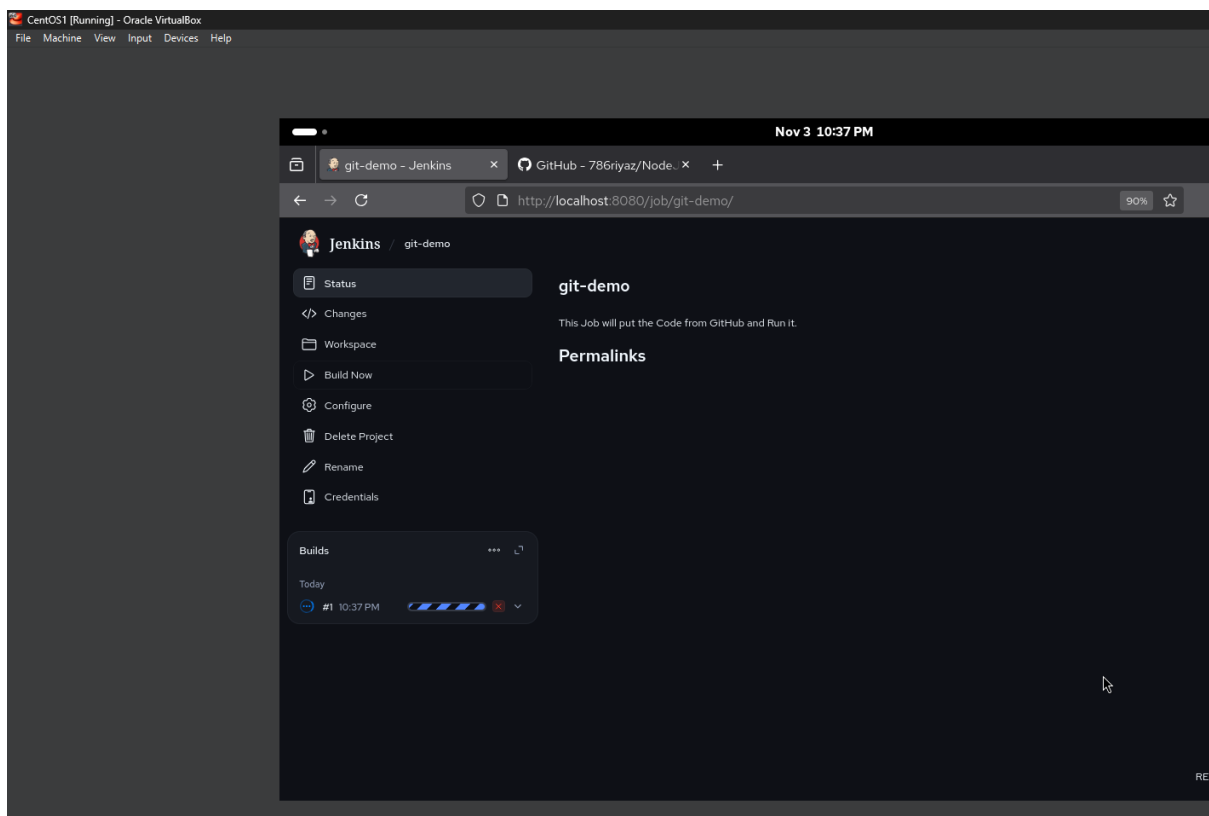 CentOS1 [Running] - Oracle VirtualBox
File Machine View Input Devices Help
Nov 3 10:37 PM
git-demo - Jenkins × GitHub - 786riyaz/Node. × +
http://localhost:8080/job/git-demo/ 90%
Jenkins / git-demo
Status
git-demo
Changes
This Job will put the Code from GitHub and Run it.
Workspace
Permalinks
Build Now
Configure
Delete Project
Rename
Credentials
Builds
Today
#1 10:37 PM
RE